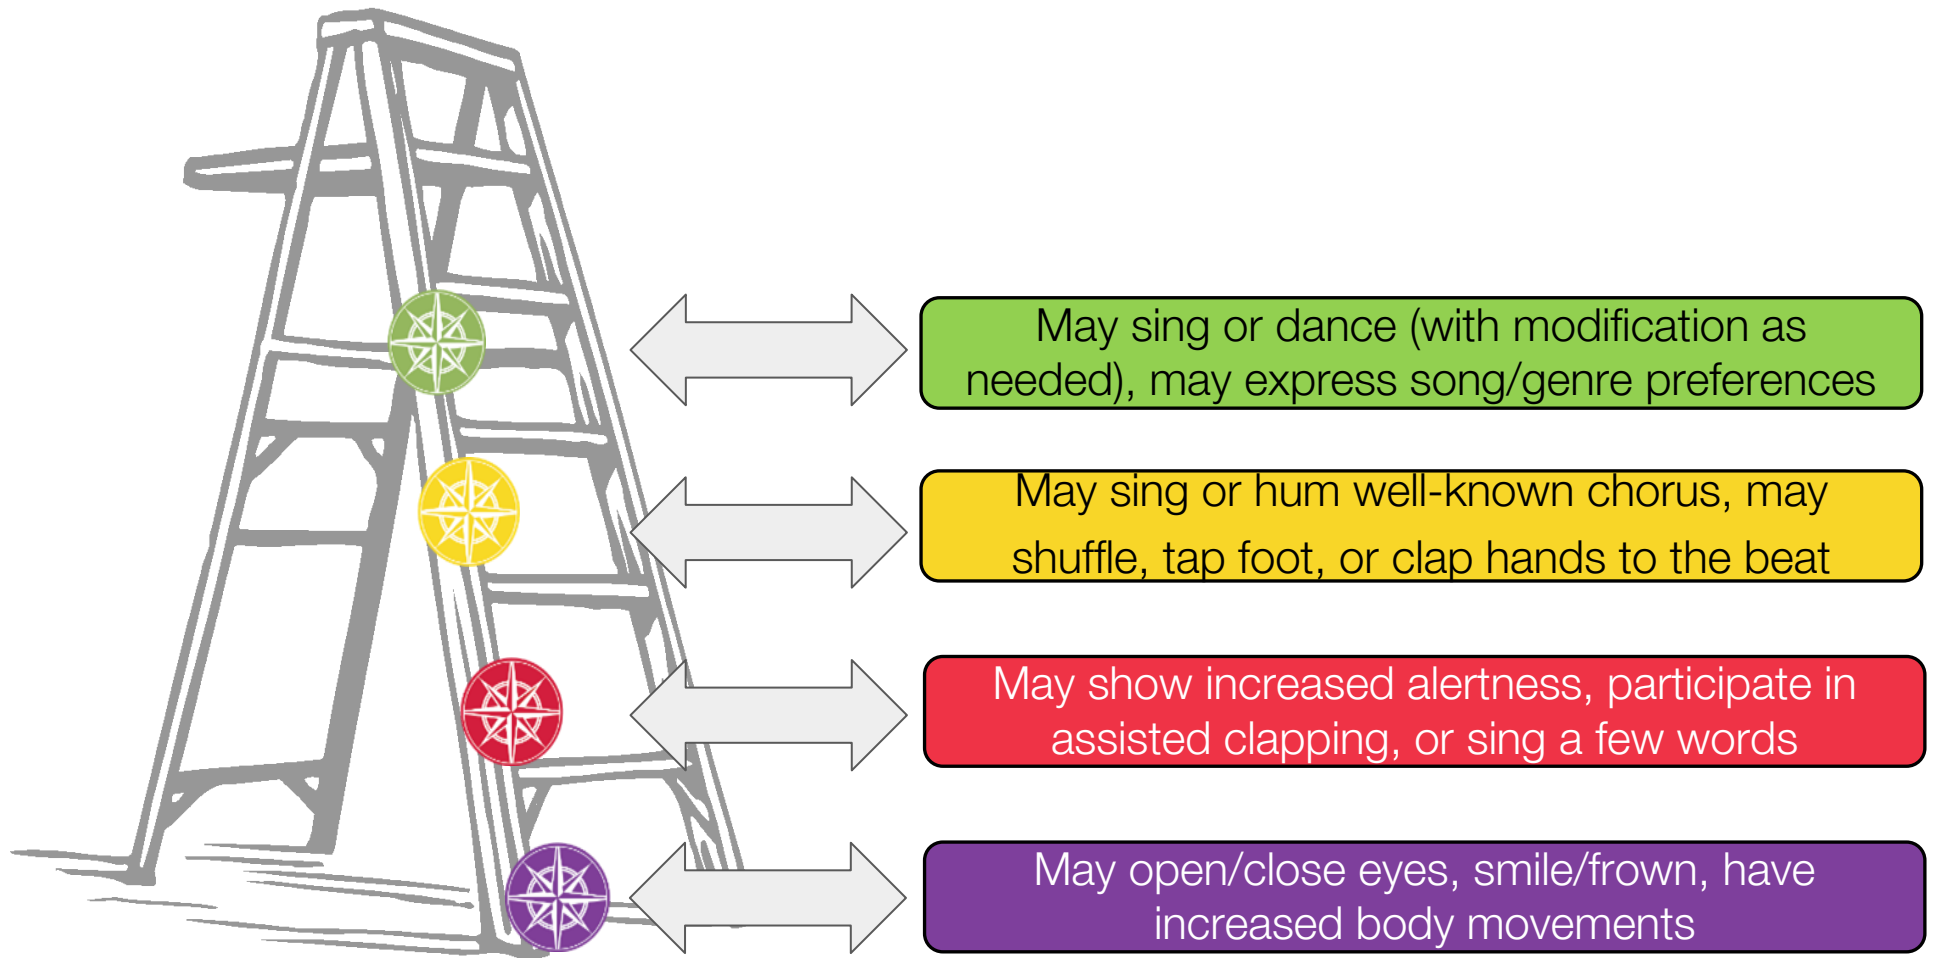 May sing or dance (with modification as
needed), may express song/genre preferences
May sing or hum well-known chorus, may
shuffle, tap foot, or clap hands to the beat
May show increased alertness, participate in
assisted clapping, or sing a few words
May open/close eyes, smile/frown, have
increased body movements